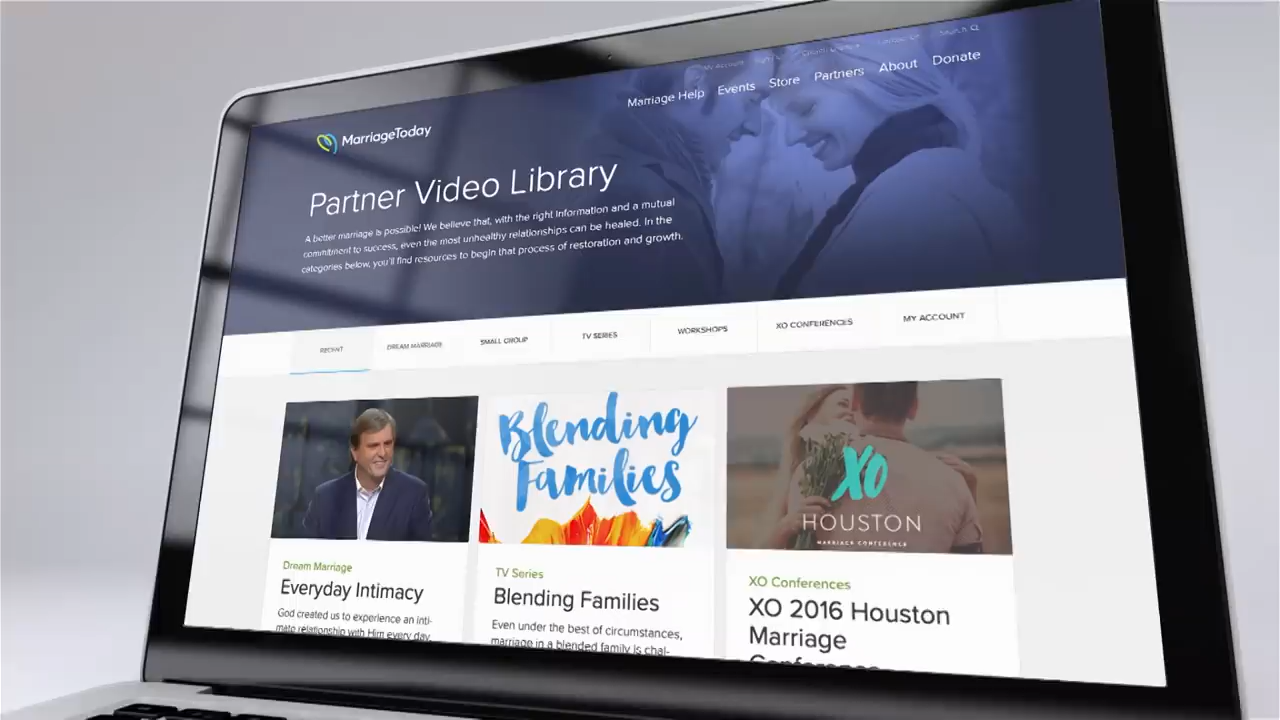 My Account
Search
Marriage Help Events Store Partners About Donate
MarriageToday
Partner Video Library
A better marriage is possible! We believe that, with the right information and a mutual
commitment to success, even the most unhealthy relationships can be healed. In the
categories below, you'll find resources to begin that process of restoration and growth.
RECENT DREAM MARRIAGE SMALL GROUP TV SERIES WORKSHOPS XO CONFERENCES MY ACCOUNT
Blending
Families
XO
HOUSTON
MARRIAGE CONFERENCE
Dream Marriage
Everyday Intimacy
God created us to experience an inti-
mate relationship with Him every day,
TV Series
Blending Families
Even under the best of circumstances,
marriage in a blended family is chal-
XO Conferences
XO 2016 Houston
Marriage
Conference